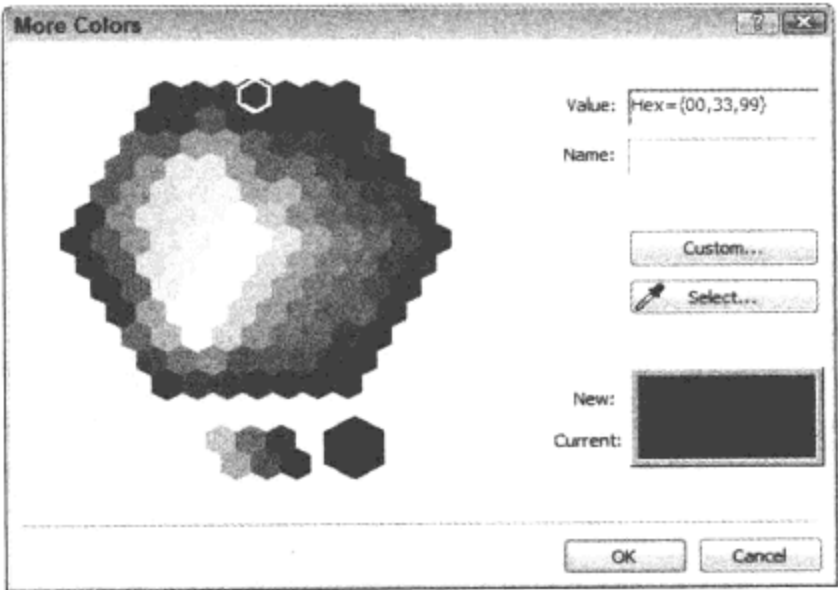 More Colors
Value: Hex={00,33,99}
Name:
Custom...
Select...
New:
Current:
OK
Cancel